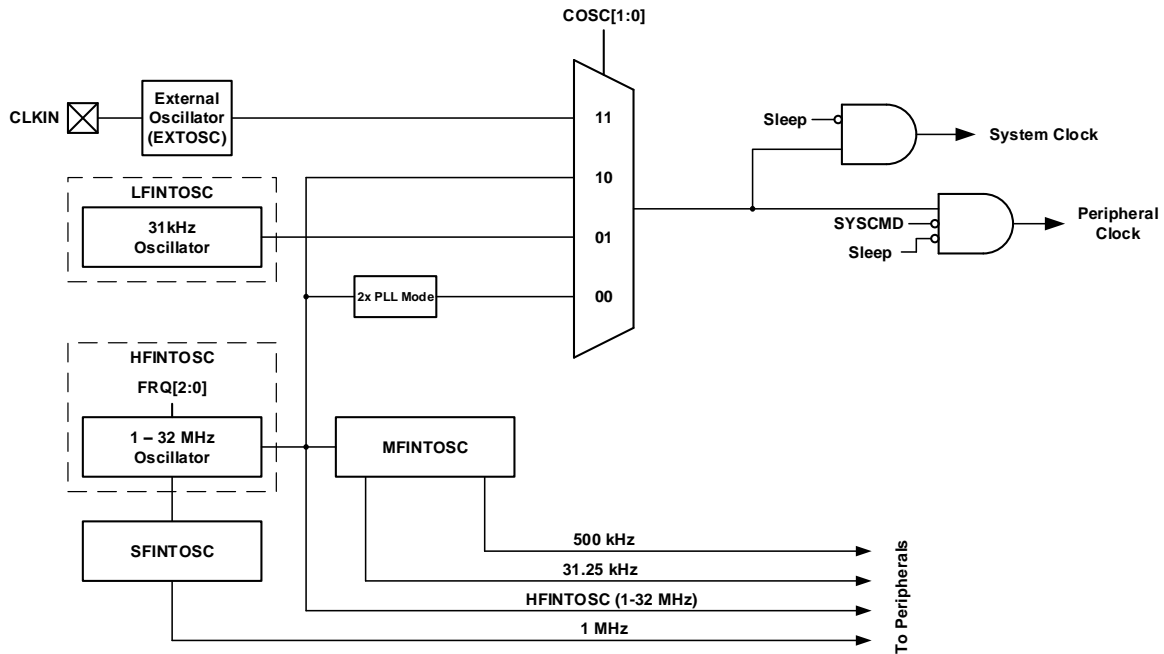 COSC[1:0]
CLKIN
External
Oscillator
(EXTOSC)
11
Sleep
System Clock
LFINTOSC
10
31kHz
Oscillator
01
SYSCMD
Sleep
Peripheral
Clock
2x PLL Mode
00
HFINTOSC
FRQ[2:0]
1 – 32 MHz
Oscillator
MFINTOSC
SFINTOSC
500 kHz
31.25 kHz
HFINTOSC (1-32 MHz)
1 MHz
To Peripherals